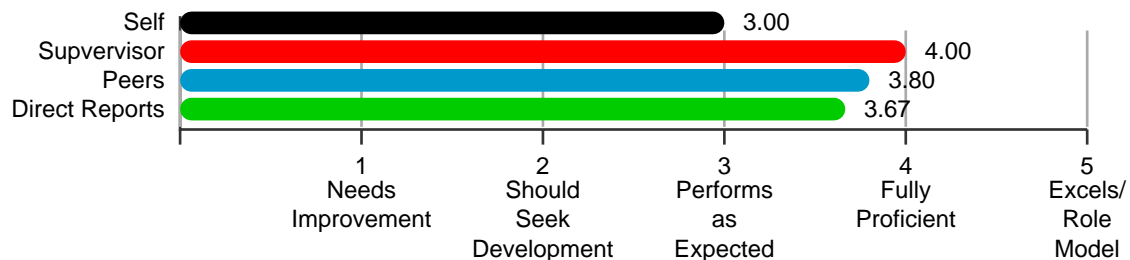 Self 3.00
Supvervisor 4.00
Peers 3.80
Direct Reports 3.67
1 2 3 4 5
Needs Should Performs Fully Excels/
Improvement Seek as Proficient Role
Development Expected Model